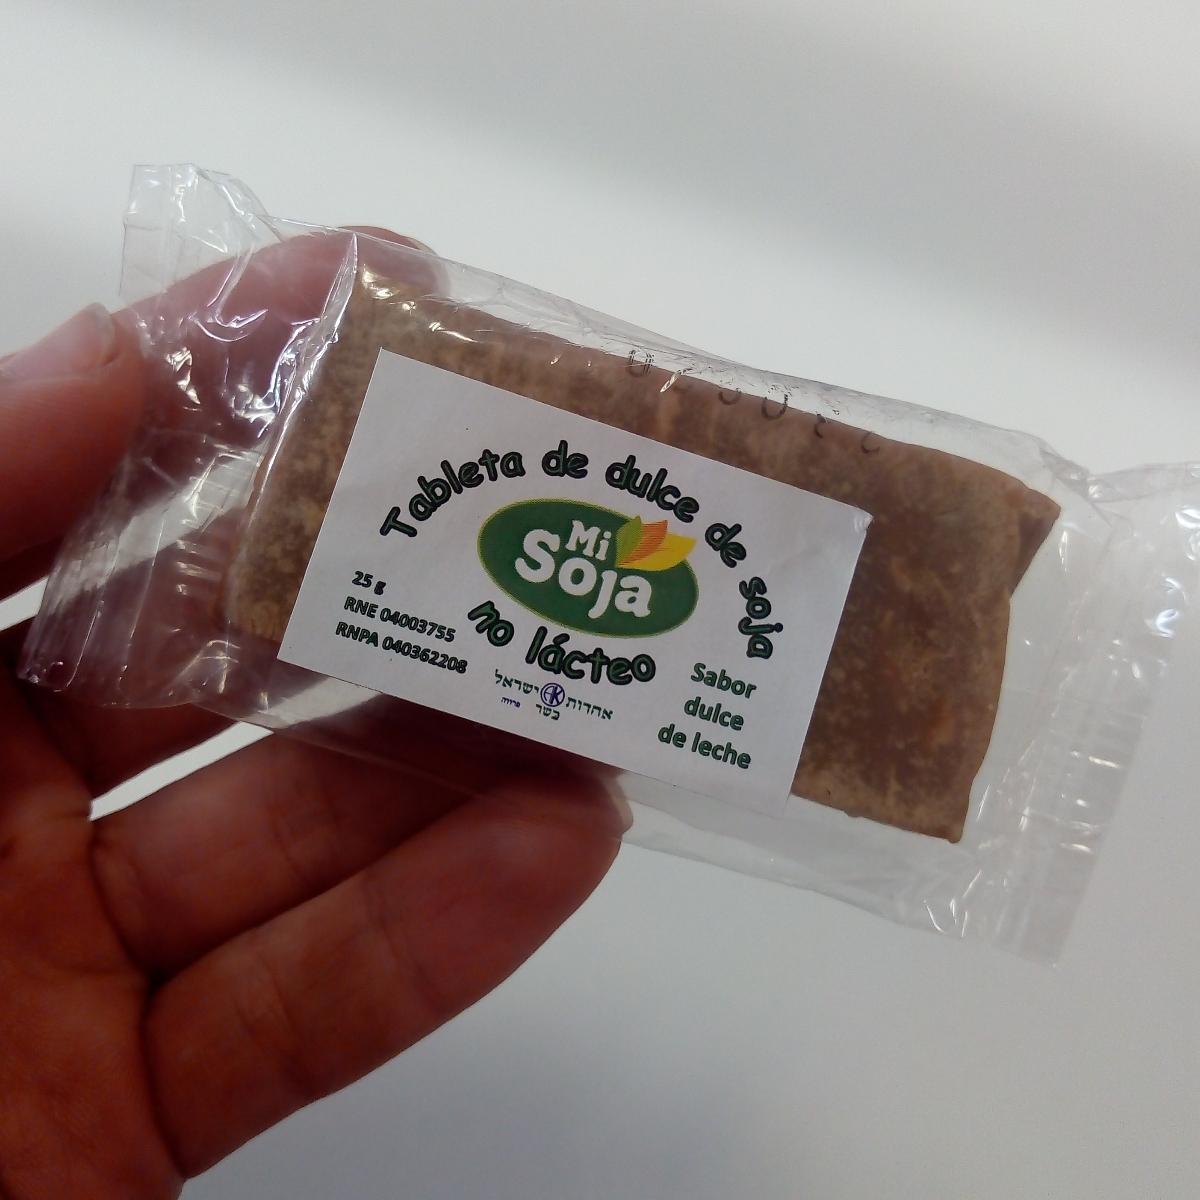 Tableta de dulce de soja
Mi
Soja
no lácteo
25 g
RNE 04003755
RNPA 040362208
אחדות ישראל
כשר
פרווה
Sabor
dulce
de leche